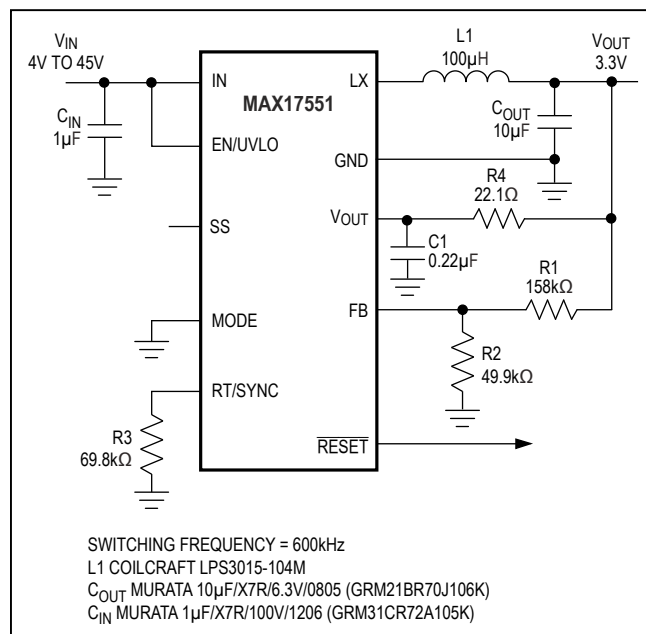 VIN
4V TO 45V
CIN
1µF
IN
EN/UVLO
SS
MODE
RT/SYNC
R3
69.8kΩ
MAX17551
LX
GND
VOUT
FB
RESET
L1
100µH
VOUT
3.3V
COUT
10µF
R4
22.1Ω
C1
0.22µF
R1
158kΩ
R2
49.9kΩ
SWITCHING FREQUENCY = 600kHz
L1 COILCRAFT LPS3015-104M
COUT MURATA 10µF/X7R/6.3V/0805 (GRM21BR70J106K)
CIN MURATA 1µF/X7R/100V/1206 (GRM31CR72A105K)